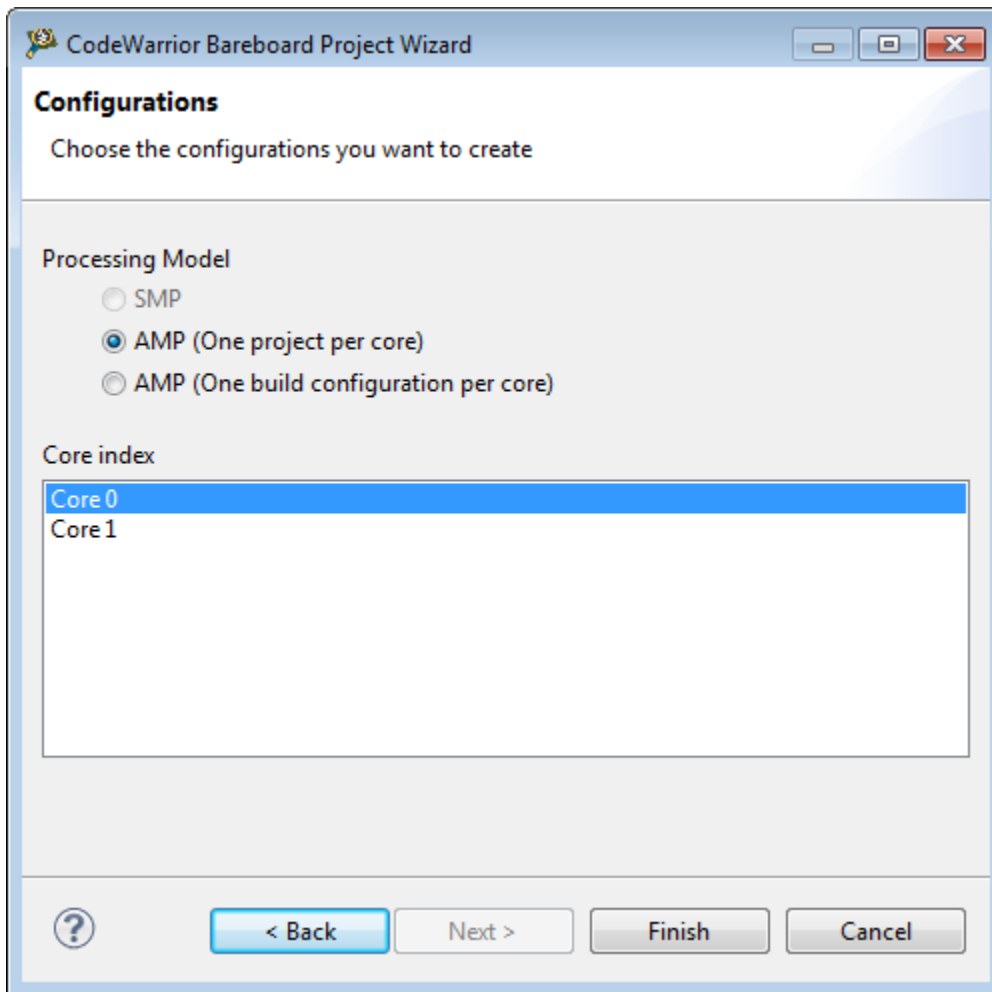 CodeWarrior Bareboard Project Wizard
Configurations
Choose the configurations you want to create
Processing Model
SMP
AMP (One project per core)
AMP (One build configuration per core)
Core index
Core 0
Core 1
? < Back Next > Finish Cancel